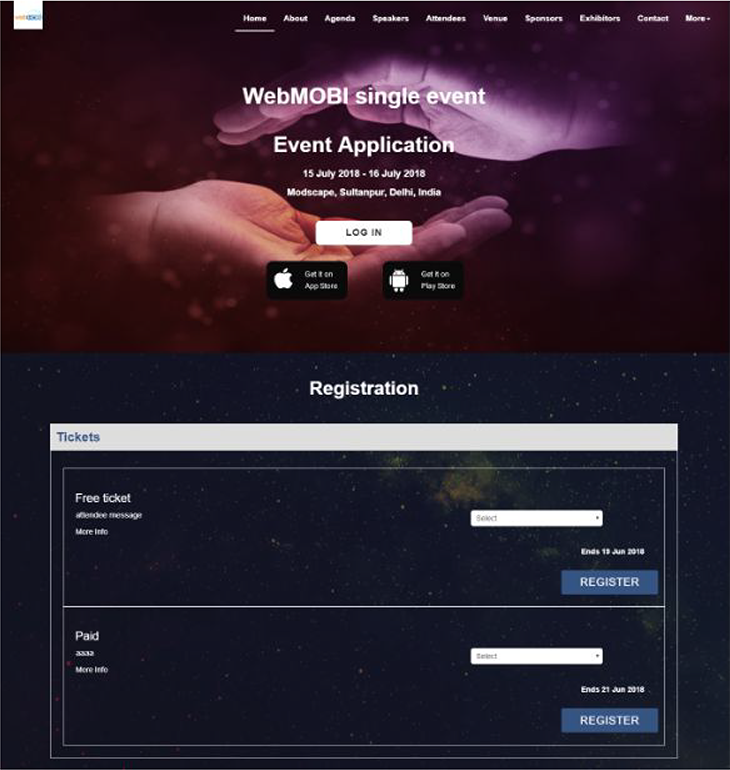 webMOBI
Home About Agenda Speakers Attendees Venue Sponsors Exhibitors Contact More
WebMOBI single event
Event Application
15 July 2018 - 16 July 2018
Modscape, Sultanpur, Delhi, India
LOG IN
Get it on
App Store
Get it on
Play Store
Registration
Tickets
Free ticket
attendee message
More Info
Select
Ends 19 Jun 2018
REGISTER
Paid
aaaa
More Info
Select
Ends 21 Jun 2018
REGISTER